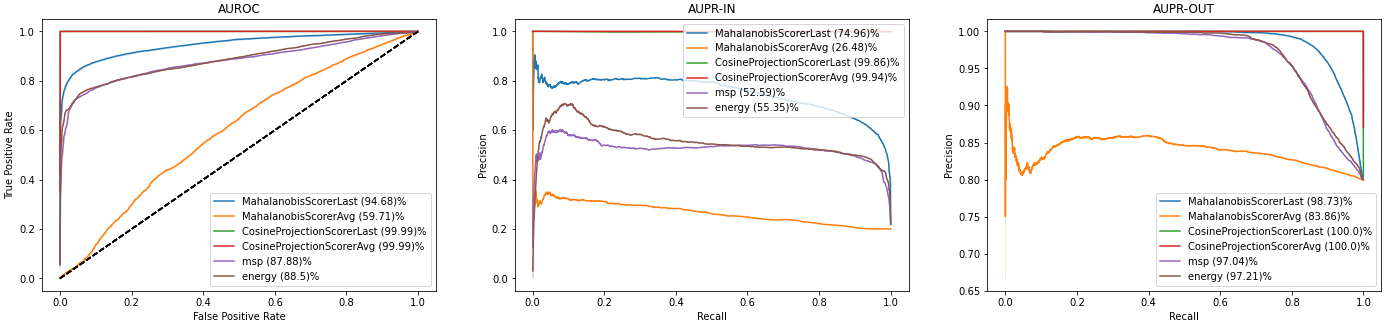 AUROC
True Positive Rate
1.0
0.8
0.6
0.4
0.2
0.0
MahalanobisScorerLast (94.68)%
MahalanobisScorerAvg (59.71)%
CosineProjectionScorerLast (99.99)%
CosineProjectionScorerAvg (99.99)%
msp (87.88)%
energy (88.5)%
0.0 0.2 0.4 0.6 0.8 1.0
False Positive Rate
AUPR-IN
Precision
1.0
0.8
0.6
0.4
0.2
0.0
MahalanobisScorerLast (74.96)%
MahalanobisScorerAvg (26.48)%
CosineProjectionScorerLast (99.86)%
CosineProjectionScorerAvg (99.94)%
msp (52.59)%
energy (55.35)%
0.0 0.2 0.4 0.6 0.8 1.0
Recall
AUPR-OUT
Precision
1.00
0.95
0.90
0.85
0.80
0.75
0.70
0.65
MahalanobisScorerLast (98.73)%
MahalanobisScorerAvg (83.86)%
CosineProjectionScorerLast (100.0)%
CosineProjectionScorerAvg (100.0)%
msp (97.04)%
energy (97.21)%
0.0 0.2 0.4 0.6 0.8 1.0
Recall